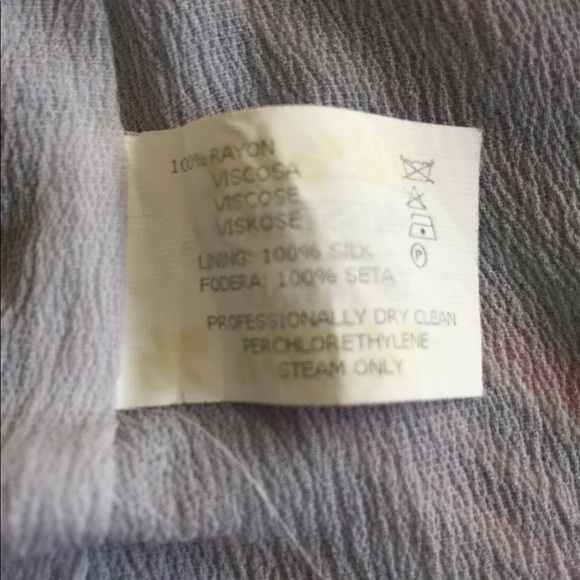 100% RAYON
VISCOSA
VISCOSE
VISKOSE
LINING: 100% SILK
FODERA: 100% SETA
PROFESSIONALLY DRY CLEAN
PERCHLORETHYLENE
STEAM ONLY
P